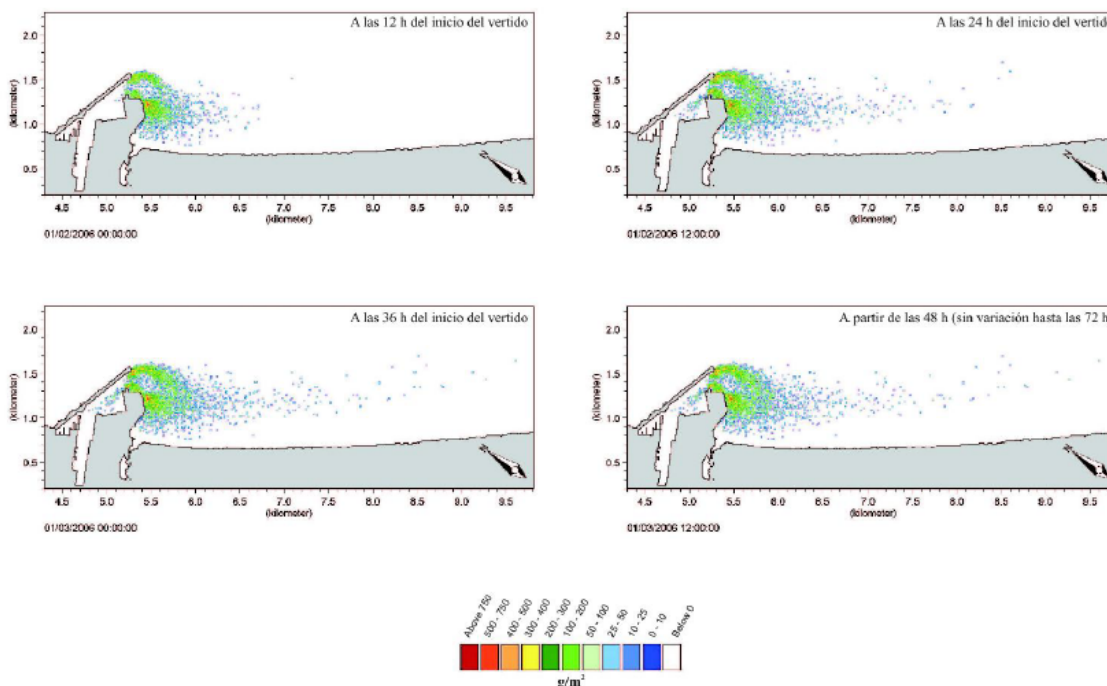 A las 12 h del inicio del vertido
2.0
1.5
1.0
0.5
(kilometer)
4.5 5.0 5.5 6.0 6.5 7.0 7.5 8.0 8.5 9.0 9.5
(kilometer)
01/02/2006 00:00:00
A las 24 h del inicio del vertido
2.0
1.5
1.0
0.5
(kilometer)
4.5 5.0 5.5 6.0 6.5 7.0 7.5 8.0 8.5 9.0 9.5
(kilometer)
01/02/2006 12:00:00
A las 36 h del inicio del vertido
2.0
1.5
1.0
0.5
(kilometer)
4.5 5.0 5.5 6.0 6.5 7.0 7.5 8.0 8.5 9.0 9.5
(kilometer)
01/03/2006 00:00:00
A partir de las 48 h (sin variación hasta las 72 h
2.0
1.5
1.0
0.5
(kilometer)
4.5 5.0 5.5 6.0 6.5 7.0 7.5 8.0 8.5 9.0 9.5
(kilometer)
01/03/2006 12:00:00
Above 750
500 - 750
400 - 500
300 - 400
200 - 300
100 - 200
50 - 100
25 - 50
10 - 25
0 - 10
Below 0
g/m²